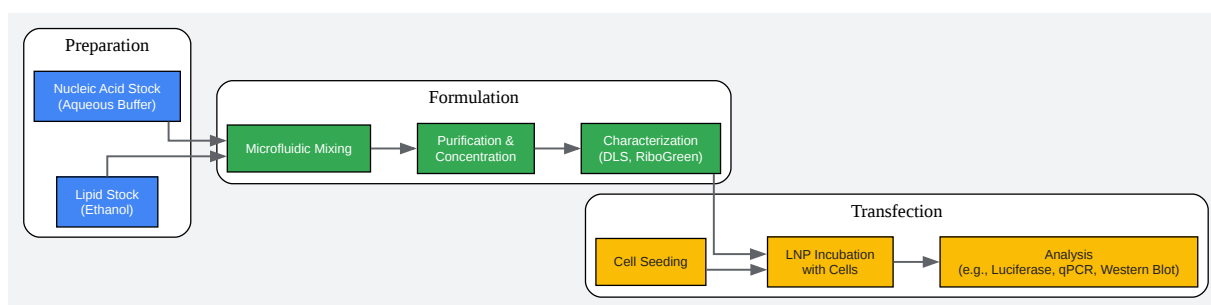 Preparation
Nucleic Acid Stock
(Aqueous Buffer)
Lipid Stock
(Ethanol)
Formulation
Microfluidic Mixing
Purification &
Concentration
Characterization
(DLS, RiboGreen)
Transfection
Cell Seeding
LNP Incubation
with Cells
Analysis
(e.g., Luciferase, qPCR, Western Blot)